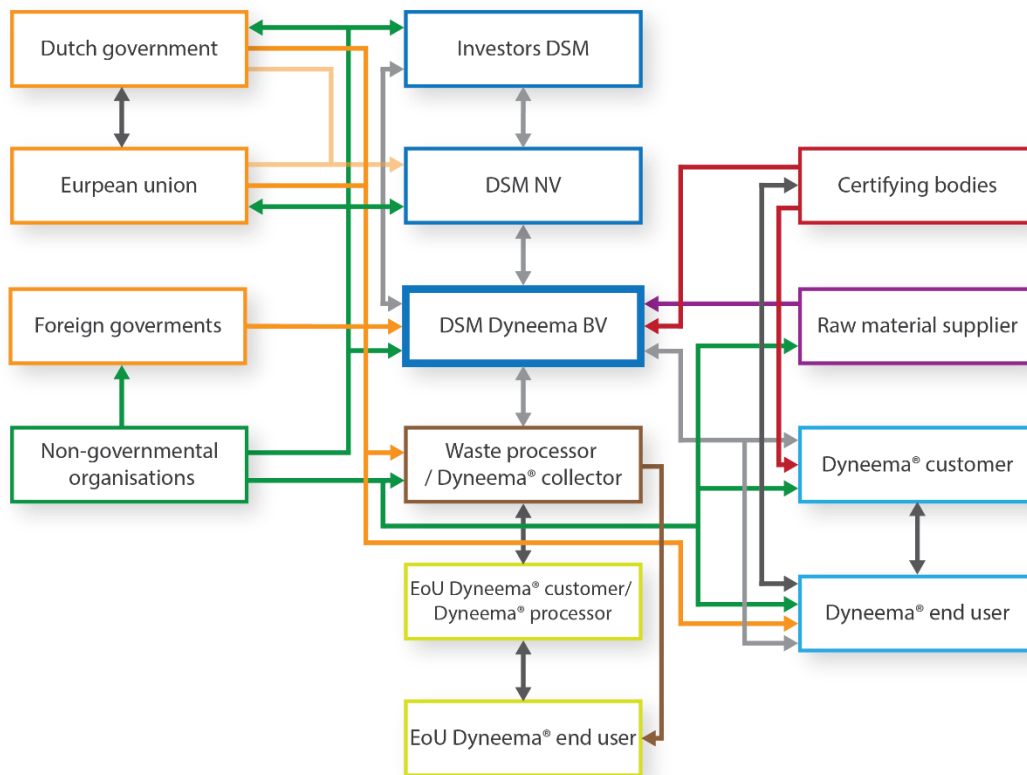 Dutch government
Investors DSM
Eurpean union
DSM NV
Certifying bodies
Foreign goverments
DSM Dyneema BV
Raw material supplier
Non-governmental
organisations
Waste processor
/ Dyneema® collector
Dyneema® customer
EoU Dyneema® customer/
Dyneema® processor
Dyneema® end user
EoU Dyneema® end user